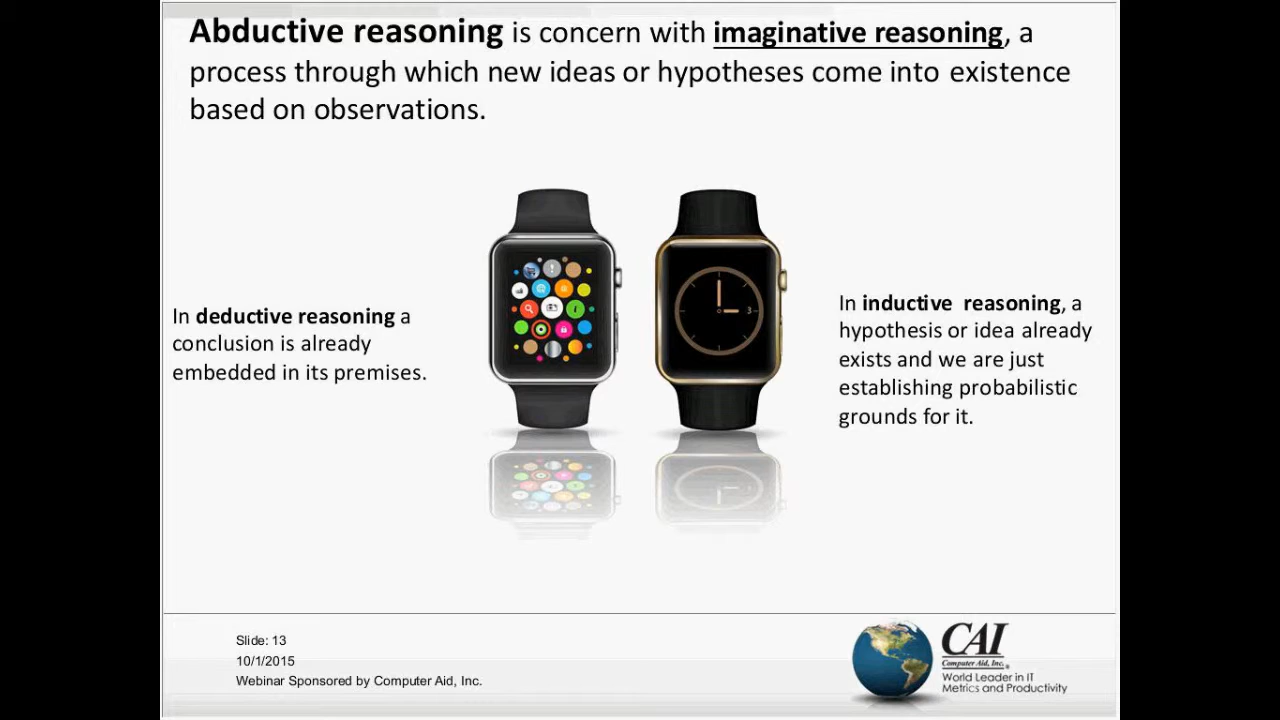 Abductive reasoning is concern with imaginative reasoning, a
process through which new ideas or hypotheses come into existence
based on observations.
In deductive reasoning a
conclusion is already
embedded in its premises.
3
In inductive  reasoning, a
hypothesis or idea already
exists and we are just
establishing probabilistic
grounds for it.
Slide: 13
10/1/2015
Webinar Sponsored by Computer Aid, Inc.
CAI
Computer Aid, Inc.
World Leader in IT
Metrics and Productivity